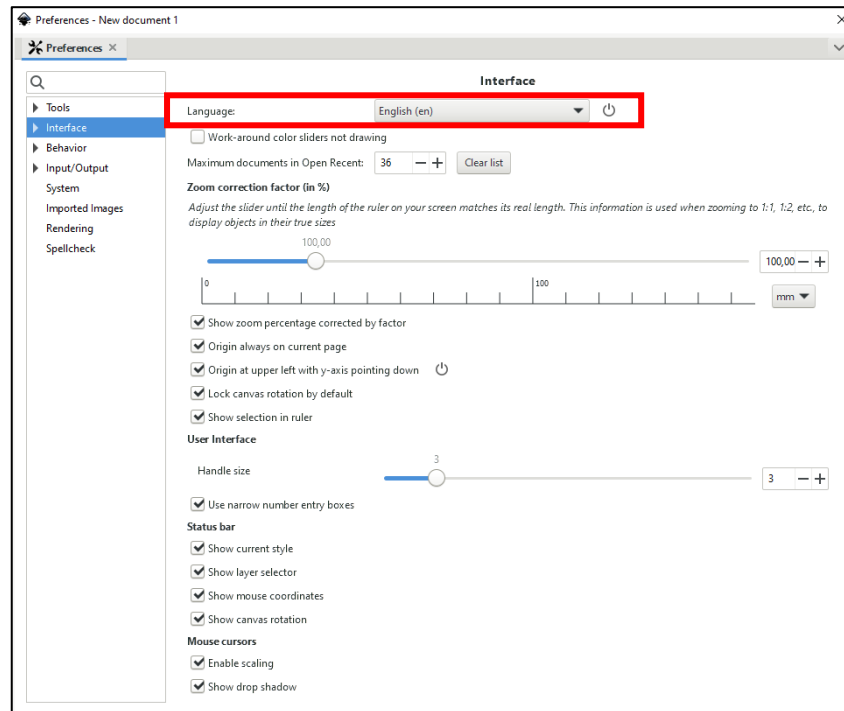 Preferences - New document 1
Preferences
Interface
Tools
Interface
Behavior
Input/Output
System
Imported Images
Rendering
Spellcheck
Language: English (en)
Work-around color sliders not drawing
Maximum documents in Open Recent: 36 Clear list
Zoom correction factor (in %)
Adjust the slider until the length of the ruler on your screen matches its real length. This information is used when zooming to 1:1, 1:2, etc., to
display objects in their true sizes
100,00
100,00
0 100
mm
Show zoom percentage corrected by factor
Origin always on current page
Origin at upper left with y-axis pointing down
Lock canvas rotation by default
Show selection in ruler
User Interface
3
Handle size 3
Use narrow number entry boxes
Status bar
Show current style
Show layer selector
Show mouse coordinates
Show canvas rotation
Mouse cursors
Enable scaling
Show drop shadow